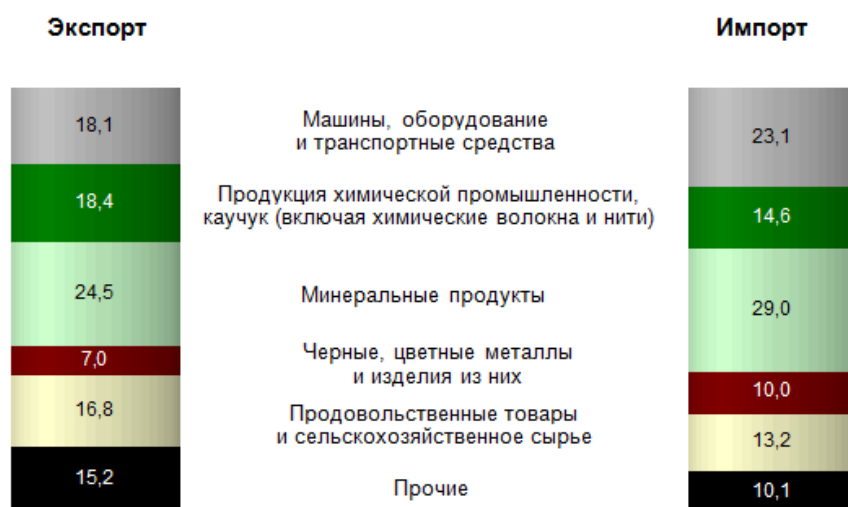 Экспорт
Импорт
18,1
Машины, оборудование
и транспортные средства
23,1
18,4
Продукция химической промышленности,
каучук (включая химические волокна и нити)
14,6
24,5
Минеральные продукты
29,0
7,0
Черные, цветные металлы
и изделия из них
10,0
16,8
Продовольственные товары
и сельскохозяйственное сырье
13,2
15,2
Прочие
10,1